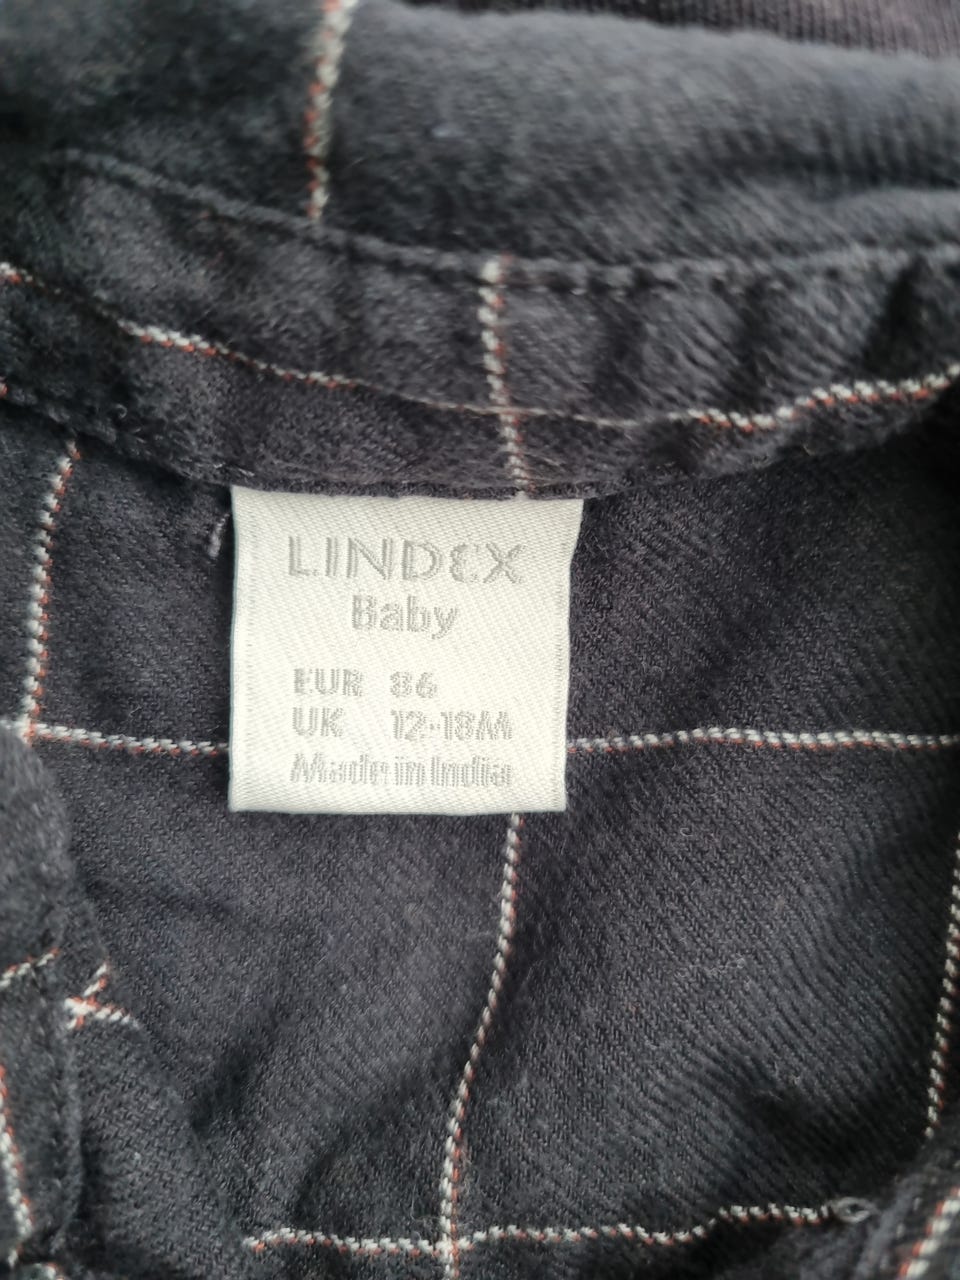 LINDEX
Baby
EUR 86
UK 12-18M
Made in India